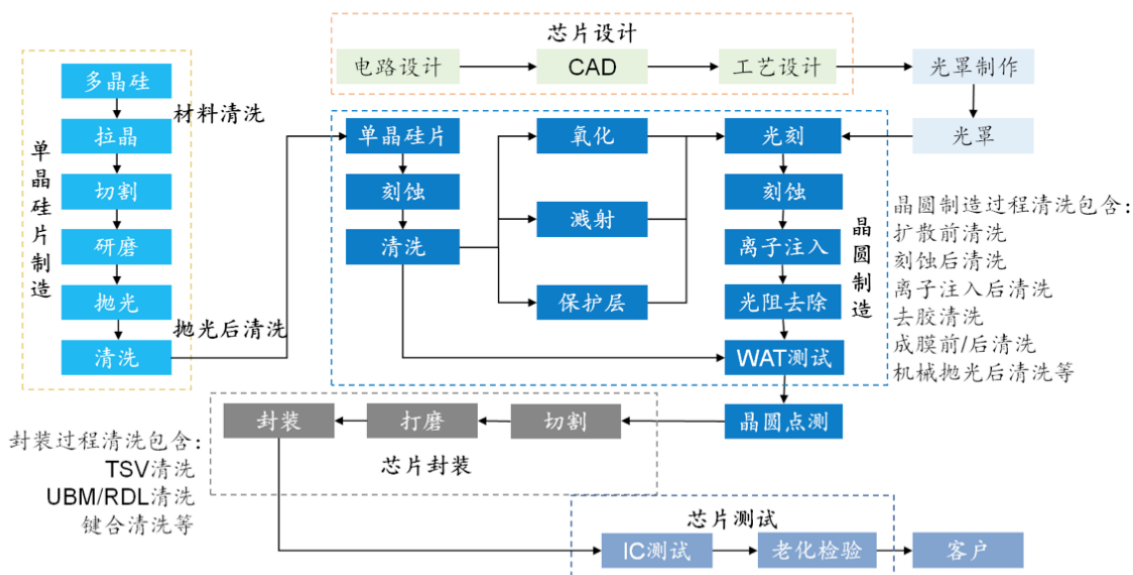 芯片设计
电路设计
CAD
工艺设计
光罩制作
光罩
单晶硅片制造
多晶硅
材料清洗
拉晶
切割
研磨
抛光
抛光后清洗
清洗
单晶硅片
刻蚀
清洗
氧化
溅射
保护层
光刻
刻蚀
离子注入
光阻去除
WAT测试
晶圆制造
晶圆制造过程清洗包含：
扩散前清洗
刻蚀后清洗
离子注入后清洗
去胶清洗
成膜前/后清洗
机械抛光后清洗等
晶圆点测
切割
打磨
封装
芯片封装
封装过程清洗包含：
TSV清洗
UBM/RDL清洗
键合清洗等
芯片测试
IC测试
老化检验
客户